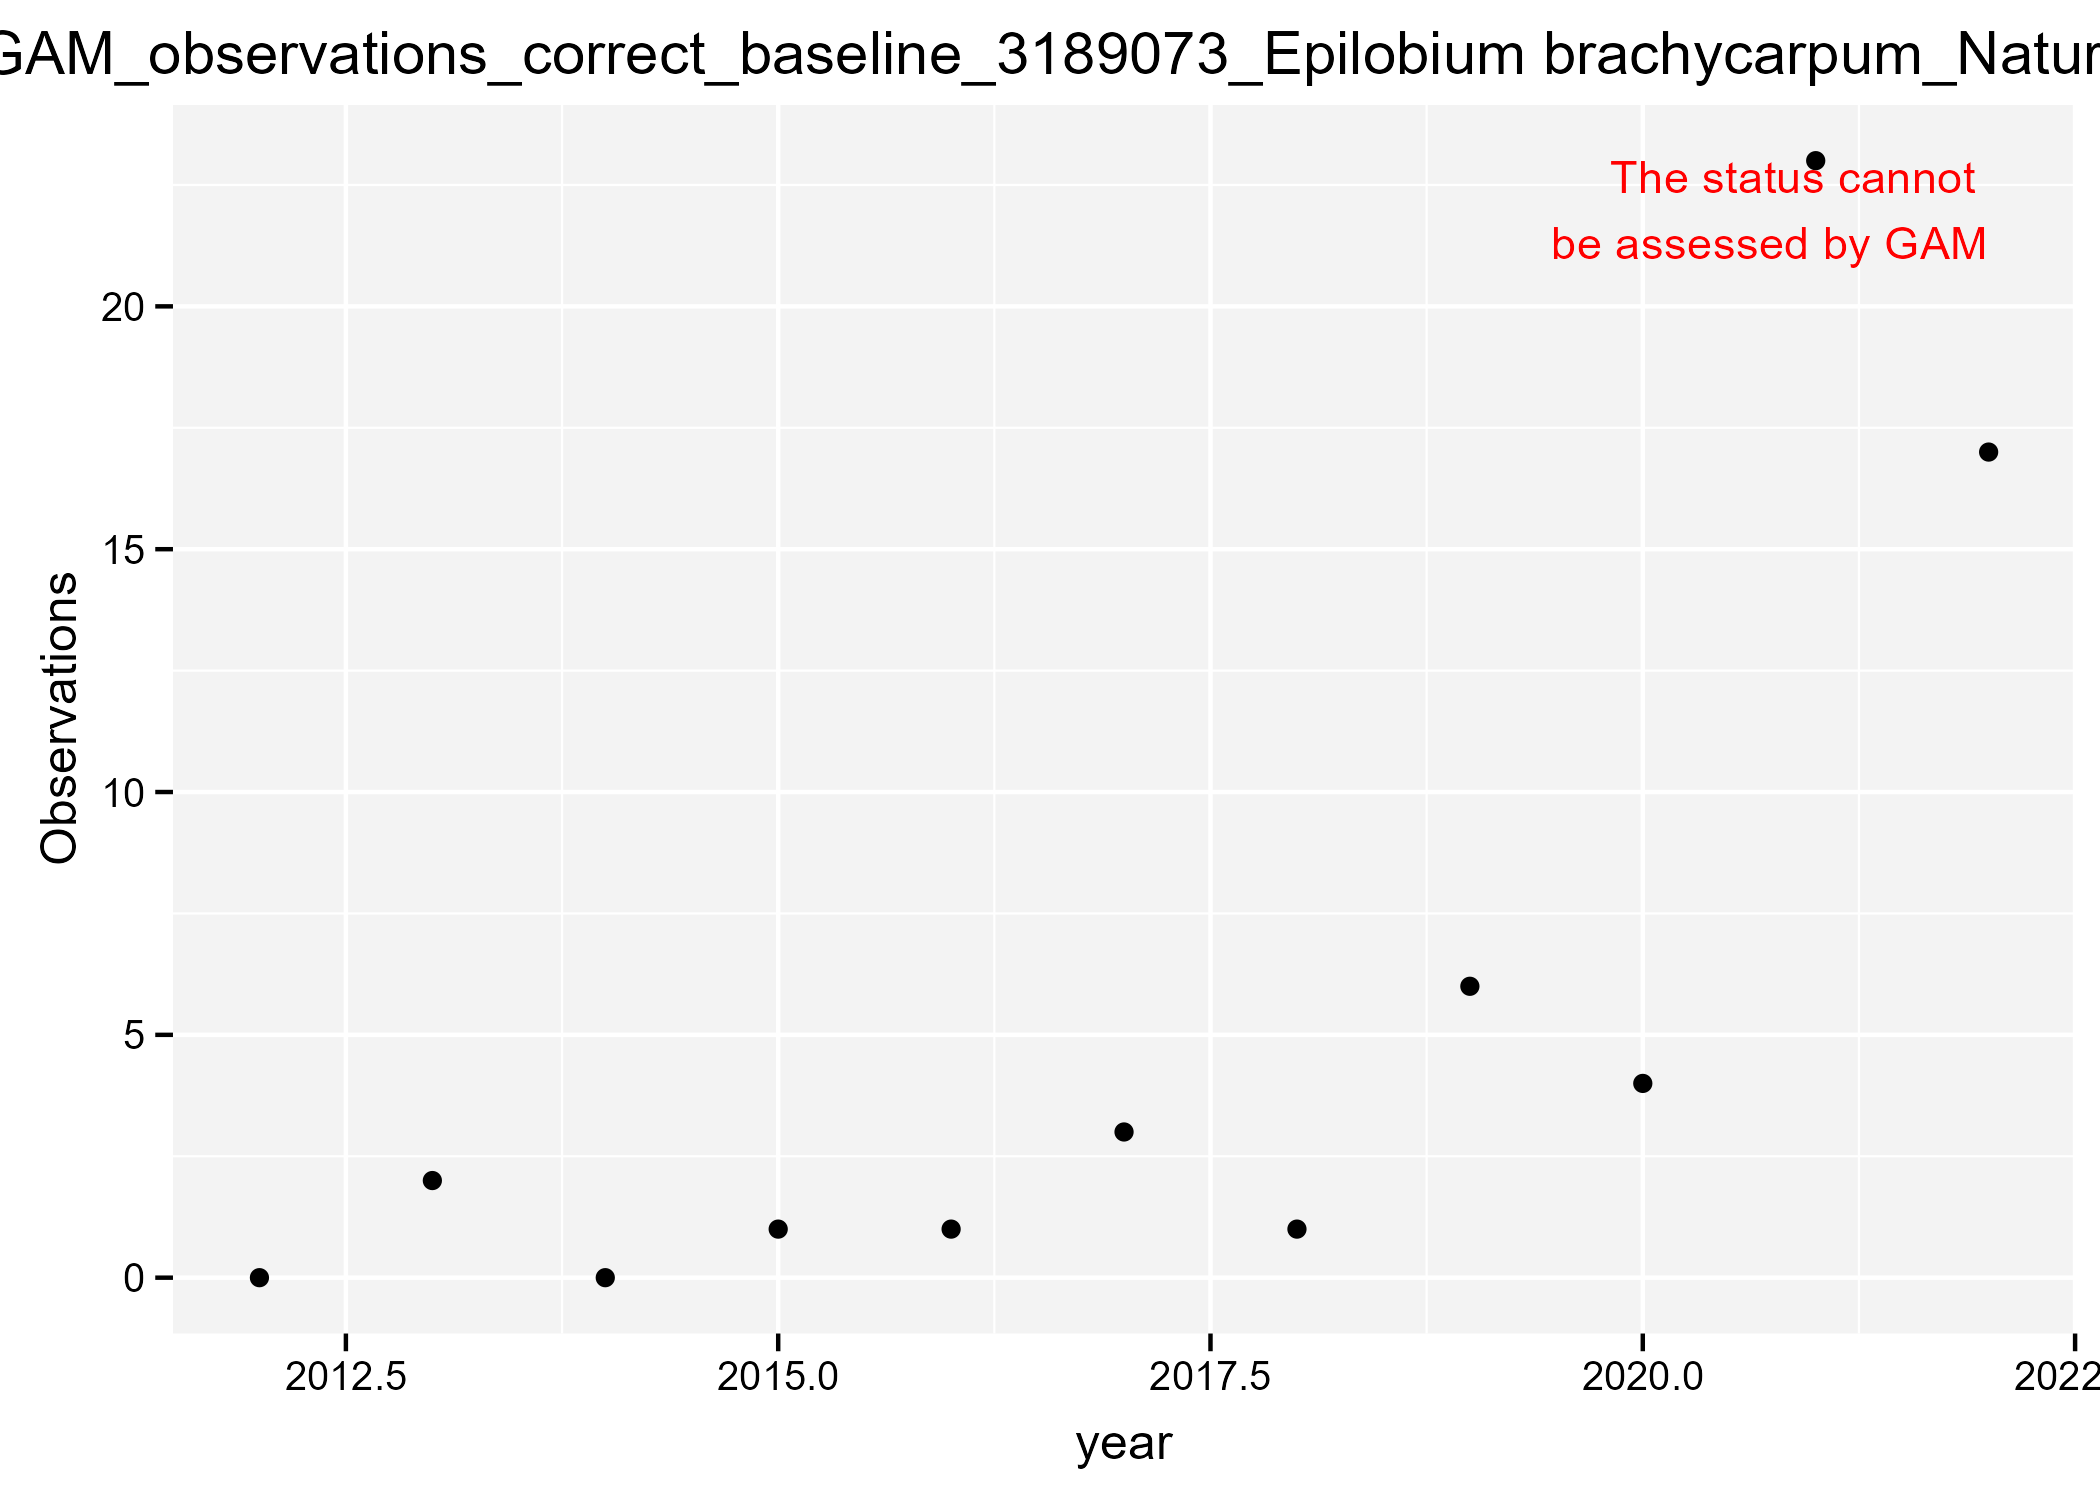 GAM_observations_correct_baseline_3189073_Epilobium brachycarpum_Natur
The status cannot
be assessed by GAM
Observations
20
15
10
5
0
2012.5
2015.0
2017.5
2020.0
2022
year